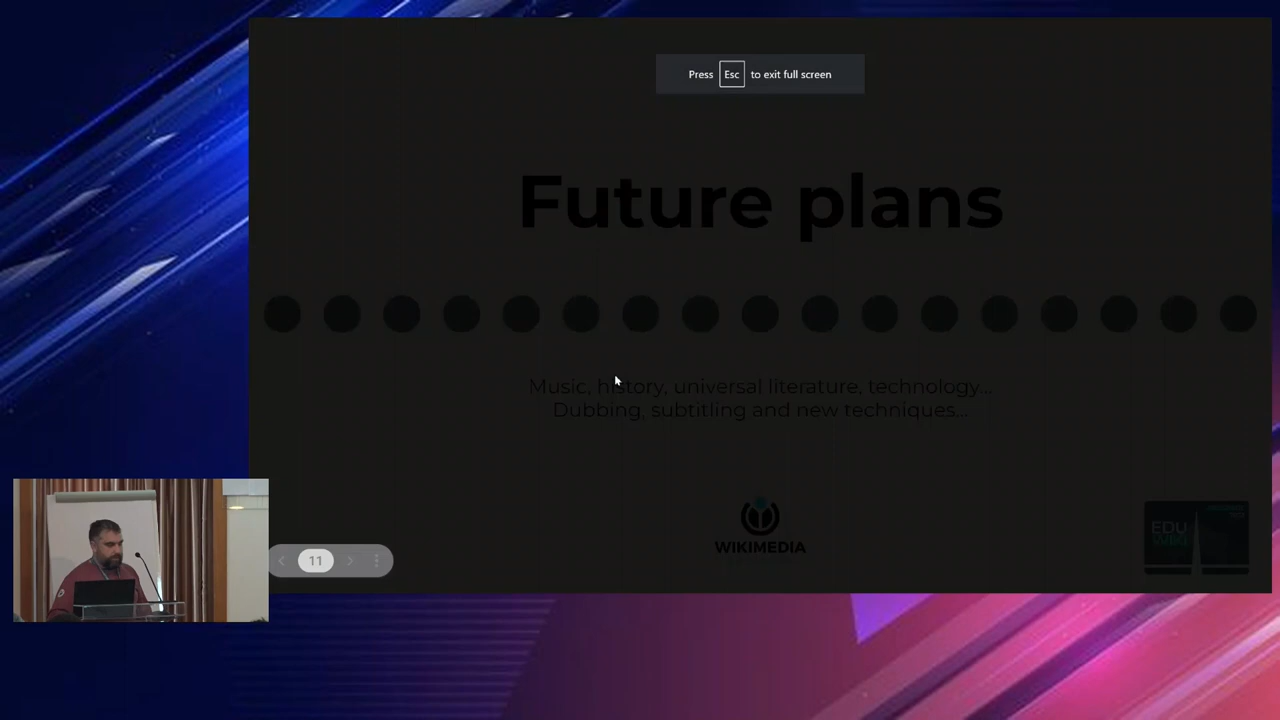 Press Esc to exit full screen
Future plans
Music, history, universal literature, technology...
Dubbing, subtitling and new techniques...
WIKIMEDIA
EDU
11